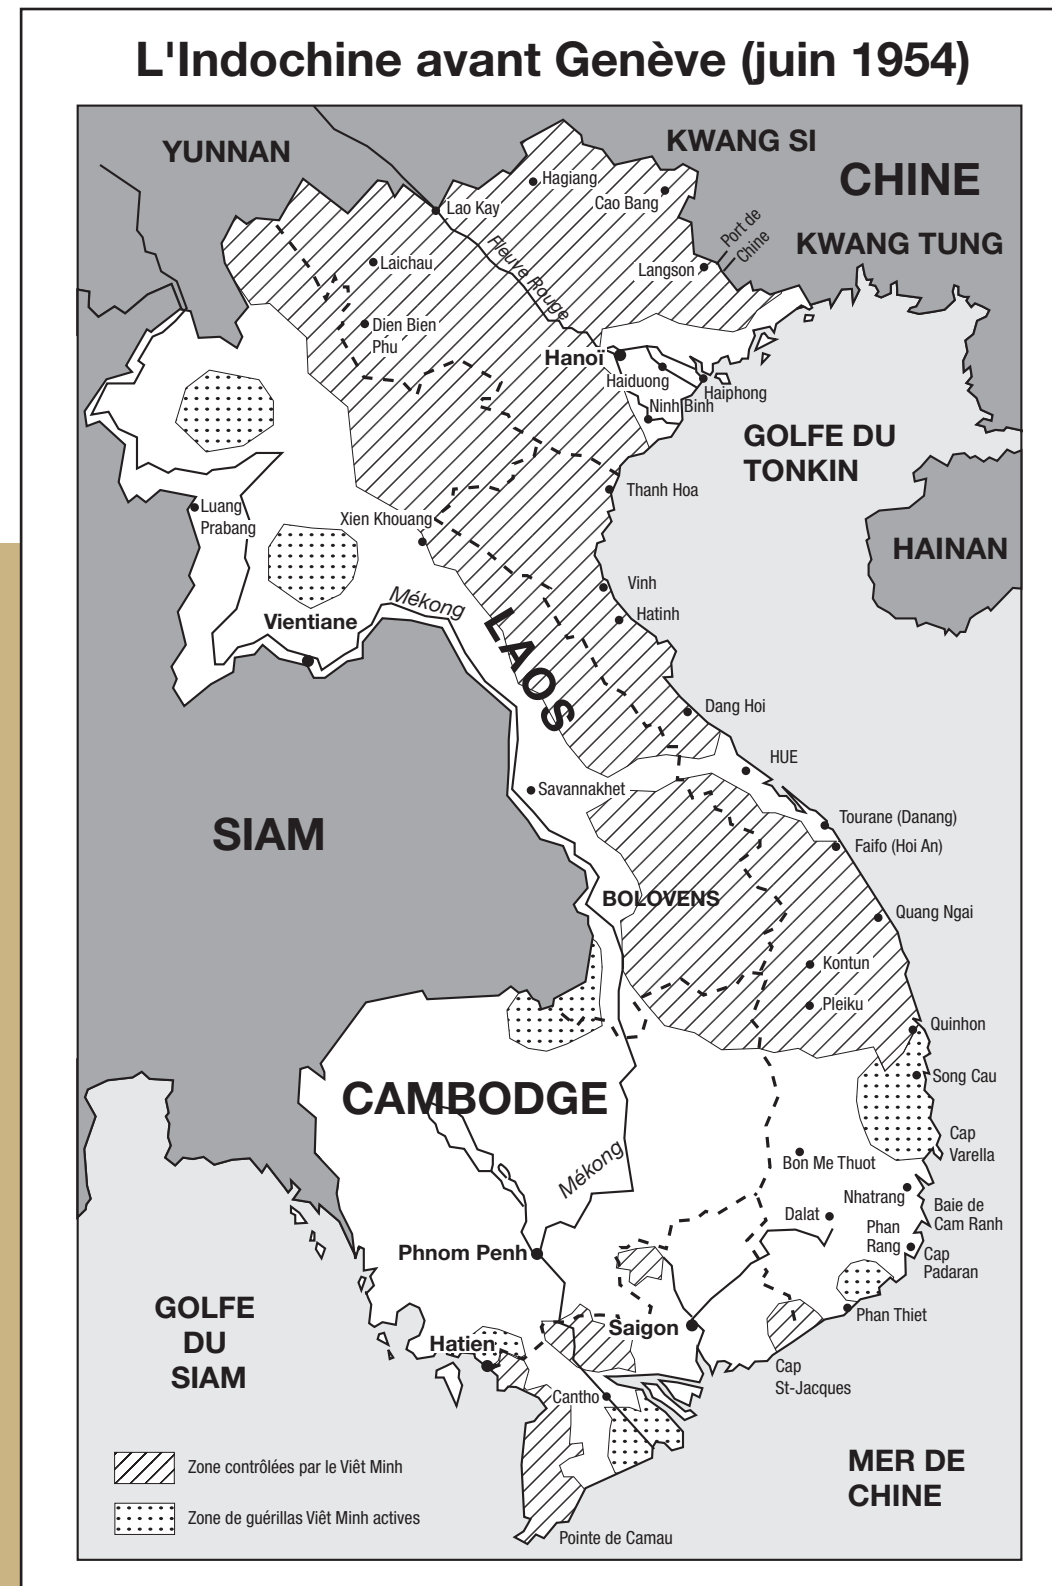 L'Indochine avant Genève (juin 1954)
YUNNAN
KWANG SI
CHINE
KWANG TUNG
Hagiang
Cao Bang
Lao Kay
Port de
Chine
Fleuve Rouge
Laichau
Langson
Dien Bien
Phu
Hanoï
Haiduong
Haiphong
Ninh Binh
GOLFE DU
TONKIN
Thanh Hoa
Luang
Prabang
Xien Khouang
HAINAN
Vinh
Mékong
Hatinh
Vientiane
LAOS
Dang Hoi
HUE
Savannakhet
SIAM
Tourane (Danang)
Faifo (Hoi An)
BOLOVENS
Quang Ngai
Kontun
Pleiku
Quinhon
Song Cau
CAMBODGE
Cap
Varella
Mékong
Bon Me Thuot
Nhatrang
Baie de
Cam Ranh
Dalat
Phan
Rang
Phnom Penh
Cap
Padaran
GOLFE
DU
SIAM
Phan Thiet
Saigon
Hatien
Cap
St-Jacques
Cantho
MER DE
CHINE
Zone contrôlées par le Viêt Minh
Zone de guérillas Viêt Minh actives
Pointe de Camau